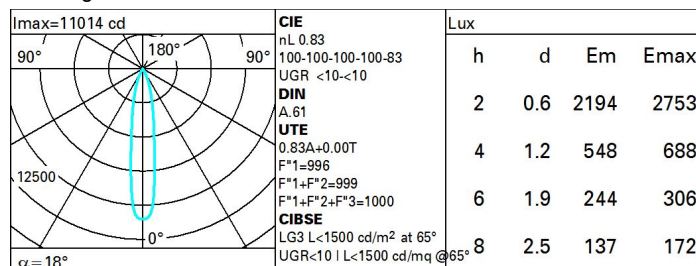 Imax=11014 cd
90° 180° 90°
12500
0°
α=18°
CIE
nL 0.83
100-100-100-100-83
UGR <10-<10
DIN
A.61
UTE
0.83A+0.00T
F"1=996
F"1+F"2=999
F"1+F"2+F"3=1000
CIBSE
LG3 L<1500 cd/m² at 65°
UGR<10 | L<1500 cd/mq @65°
Lux
h d Em Emax
2 0.6 2194 2753
4 1.2 548 688
6 1.9 244 306
8 2.5 137 172